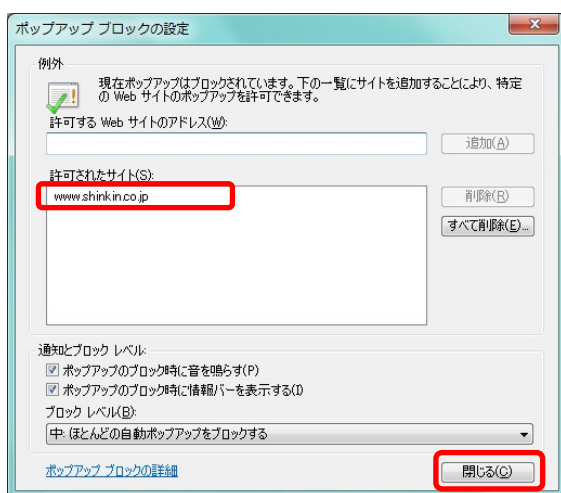 ポップアップ ブロックの設定
例外
現在ポップアップはブロックされています。下の一覧にサイトを追加することにより、特定
の Web サイトのポップアップを許可できます。
許可する Web サイトのアドレス(W):
追加(A)
許可されたサイト(S):
www.shinkin.co.jp
削除(R)
すべて削除(E)...
通知とブロック レベル:
ポップアップのブロック時に音を鳴らす(P)
ポップアップのブロック時に情報バーを表示する(I)
ブロック レベル(B):
中: ほとんどの自動ポップアップをブロックする
ポップアップ ブロックの詳細
閉じる(C)